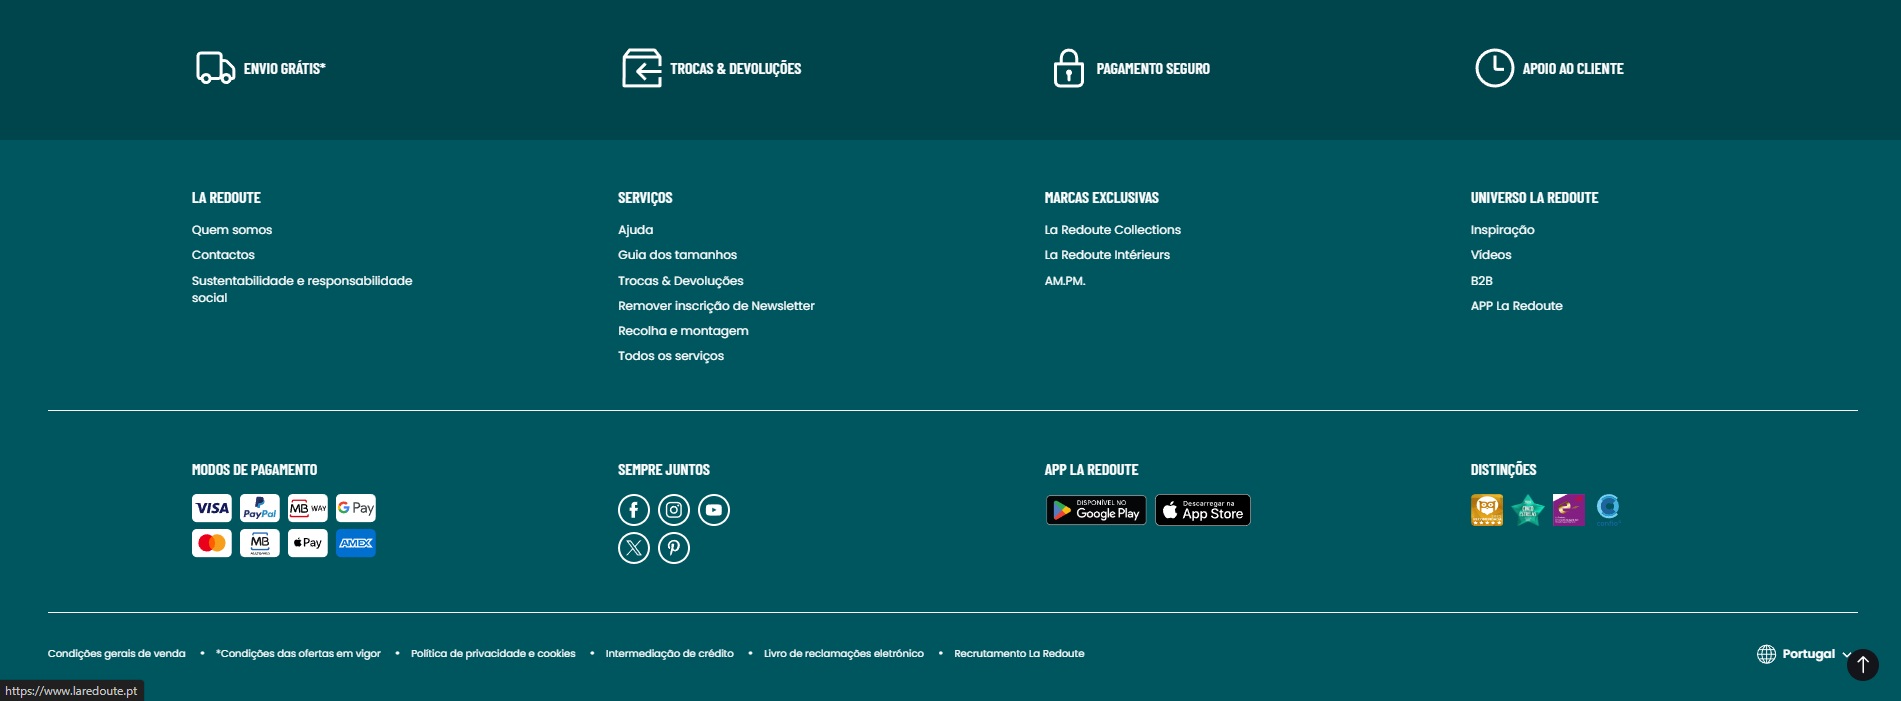 ENVIO GRÁTIS*
TROCAS & DEVOLUÇÕES
PAGAMENTO SEGURO
APOIO AO CLIENTE
LA REDOUTE
Quem somos
Contactos
Sustentabilidade e responsabilidade
social
SERVIÇOS
Ajuda
Guia dos tamanhos
Trocas & Devoluções
Remover inscrição de Newsletter
Recolha e montagem
Todos os serviços
MARCAS EXCLUSIVAS
La Redoute Collections
La Redoute Intérieurs
AM.PM.
UNIVERSO LA REDOUTE
Inspiração
Vídeos
B2B
APP La Redoute
MODOS DE PAGAMENTO
VISA
PayPal
MB WAY
G Pay
MB
Pay
AMEX
SEMPRE JUNTOS
APP LA REDOUTE
DISPONÍVEL NO
Google Play
Descarregar na
App Store
DISTINÇÕES
Condições gerais de venda • *Condições das ofertas em vigor • Política de privacidade e cookies • Intermediação de crédito • Livro de reclamações eletrónico • Recrutamento La Redoute
Portugal
https://www.laredoute.pt